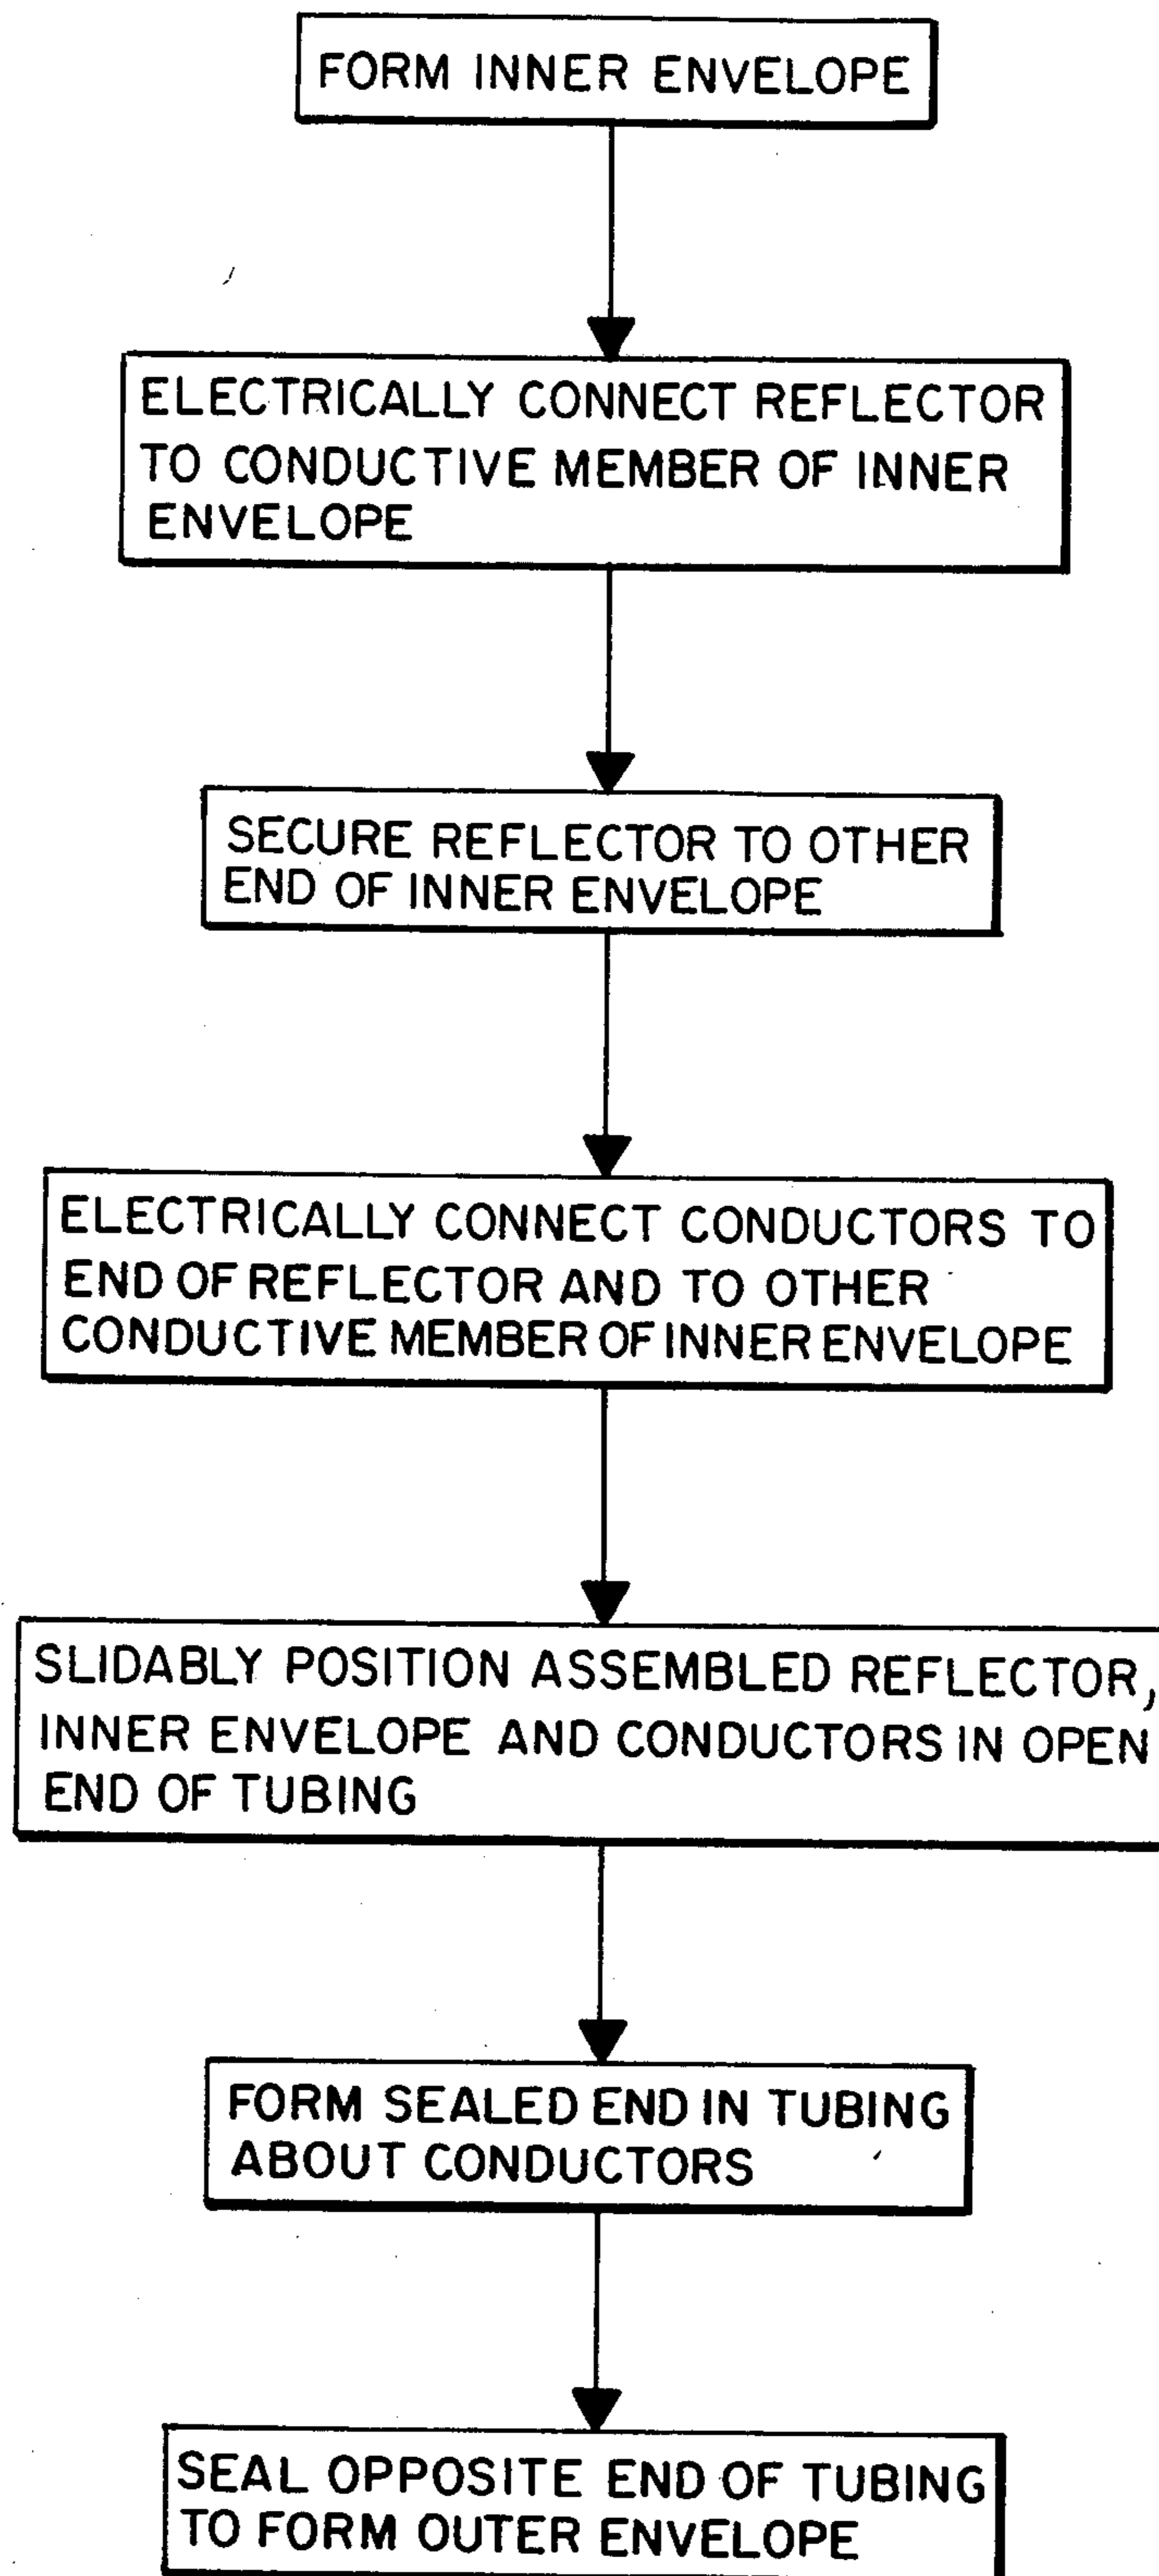 FORM INNER ENVELOPE
ELECTRICALLY CONNECT REFLECTOR
TO CONDUCTIVE MEMBER OF INNER
ENVELOPE
SECURE REFLECTOR TO OTHER
END OF INNER ENVELOPE
ELECTRICALLY CONNECT CONDUCTORS TO
END OF REFLECTOR AND TO OTHER
CONDUCTIVE MEMBER OF INNER ENVELOPE
SLIDABLY POSITION ASSEMBLED REFLECTOR,
INNER ENVELOPE AND CONDUCTORS IN OPEN
END OF TUBING
FORM SEALED END IN TUBING
ABOUT CONDUCTORS
SEAL OPPOSITE END OF TUBING
TO FORM OUTER ENVELOPE